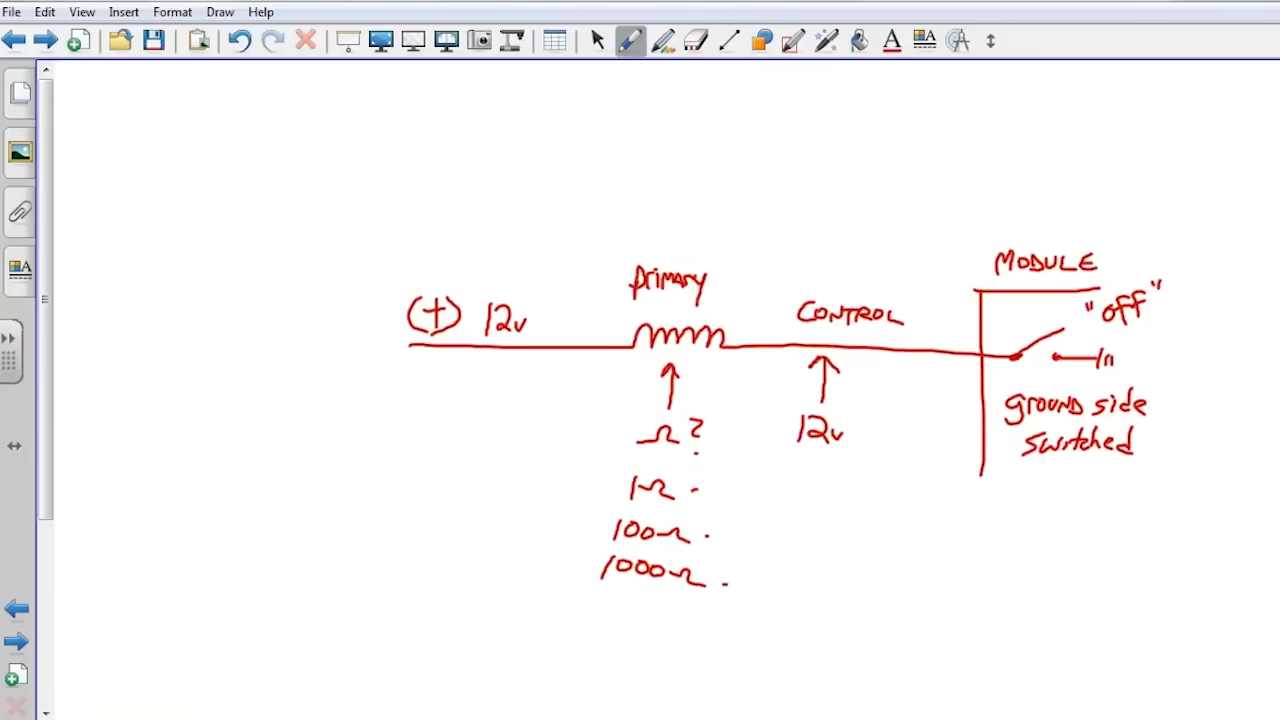 File Edit View Insert Format Draw Help
MODULE
Primary
"off"
(+) 12v
CONTROL
ground side
switched
Ω?
12v
1Ω
100Ω
1000Ω